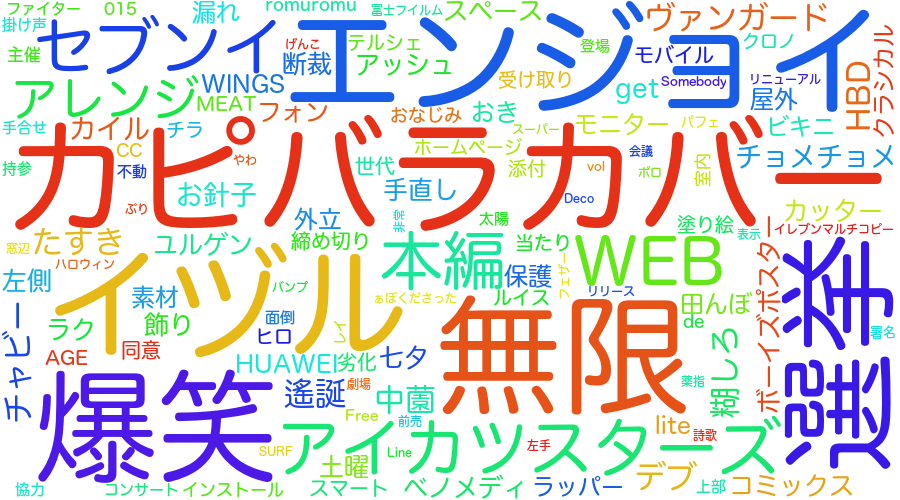 ファイター
015
漏れ
romuromu
富士フイルム
スペース
ヴァンガード
掛け声
セブンイ
エンジョイ
主催
げんこ
断裁
テルシェ
アッシュ
登場
モバイル
クロノ
クラシカル
HBD
WINGS
受け取り
get
Somebody
リニューアル
屋外
アレンジ
MEAT
フォン
おなじみ
おき
手合せ
カイル
チラ
スーパー
モニター
パフェ
ビキニ
カピバラカバー
CC
やわ
ホームページ
vol
会議
チョメチョメ
持参
不動
お針子
世代
手直し
添付
Deco
ボロ
室内
ぷり
外立
非常
太陽
塗り絵
カッター
たすき
ユルゲン
締め切り
本編
当たり
WEB
表示
イレブンマルチコピー
窓辺
ハロウィン
イヅル
保護
フェザー
ボーイズポスター
選挙
左側
素材
バンプ
ぁぼくださった
ルイス
リリース
田んぼ
飾り
面倒
レイ
無限
de
糊しろ
署名
ラク
ヒロ
チャビー
AGE
同意
HUAWEI
劣化
七夕
爆笑
遙誕
劇場
中薗
薬指
Free
前売
lite
アイカツスターズ
SURF
土曜
Line
左手
詩歌
デブ
協力
コンサート
インストール
スマート
ベノメディ
ラッパー
上部
コミックス